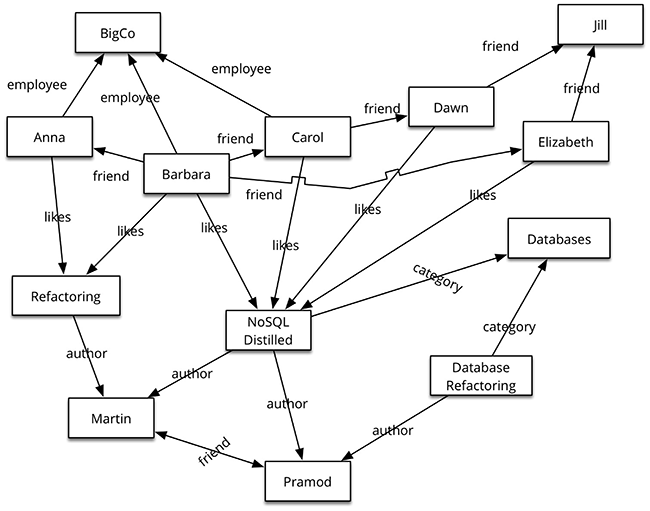 BigCo
Jill
friend
employee
employee
employee
friend
Dawn
friend
Anna
friend
Carol
Elizabeth
friend
Barbara
friend
likes
likes
likes
likes
likes
likes
Databases
category
Refactoring
NoSQL
Distilled
category
author
author
Database
Refactoring
author
Martin
author
friend
Pramod